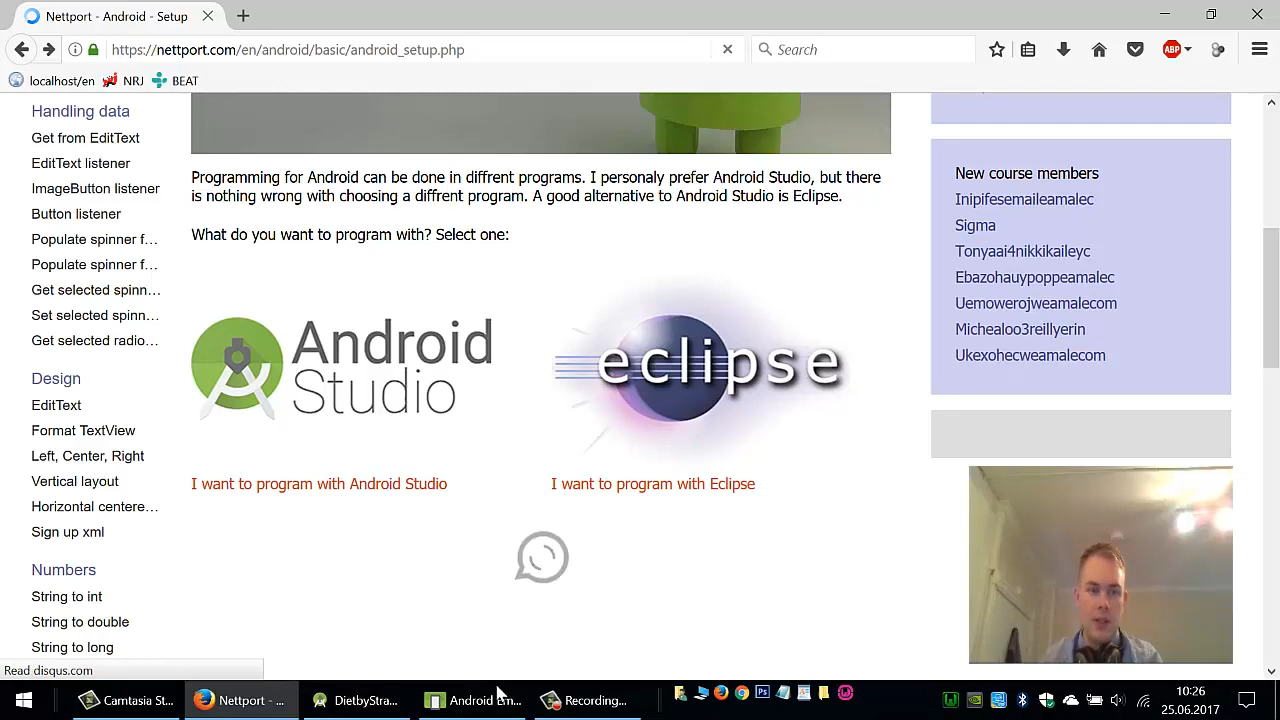 Nettport - Android - Setup
https://nettport.com/en/android/basic/android_setup.php
Search
ABP
localhost/en
NRJ
BEAT
Handling data
Get from EditText
EditText listener
ImageButton listener
Button listener
Populate spinner f...
Populate spinner f...
Get selected spinn...
Set selected spinn...
Get selected radio...
Design
EditText
Format TextView
Left, Center, Right
Vertical layout
Horizontal centere...
Sign up xml
Numbers
String to int
String to double
String to long
Programming for Android can be done in diffrent programs. I personaly prefer Android Studio, but there
is nothing wrong with choosing a diffrent program. A good alternative to Android Studio is Eclipse.
What do you want to program with? Select one:
Android
Studio
eclipse
I want to program with Android Studio
I want to program with Eclipse
New course members
Inipifesemaileamalec
Sigma
Tonyaai4nikkikaileyc
Ebazohauypoppeamalec
Uemowerojweamalecom
Michealoo3reillyerin
Ukexohecweamalecom
Read disqus.com
Camtasia St...
Nettport - ...
DietbyStra...
Android Em...
Recording...
10:26
25.06.2017